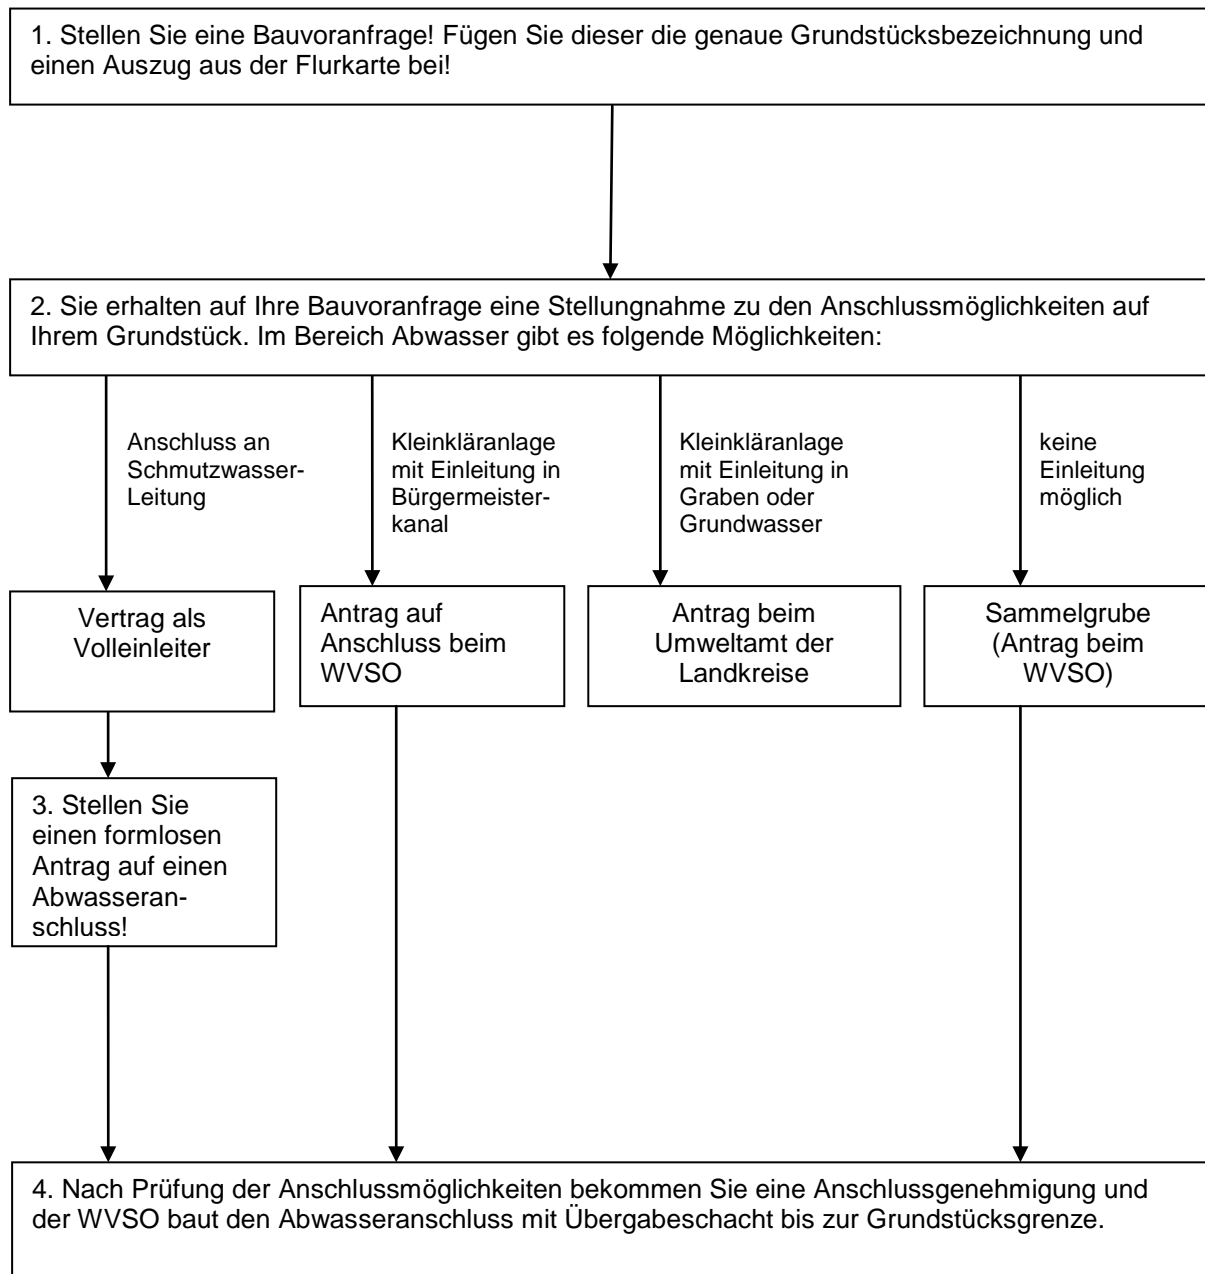 1. Stellen Sie eine Bauvoranfrage! Fügen Sie dieser die genaue Grundstücksbezeichnung und
einen Auszug aus der Flurkarte bei!
2. Sie erhalten auf Ihre Bauvoranfrage eine Stellungnahme zu den Anschlussmöglichkeiten auf
Ihrem Grundstück. Im Bereich Abwasser gibt es folgende Möglichkeiten:
Anschluss an
Schmutzwasser-
Leitung
Kleinkläranlage
mit Einleitung in
Bürgermeister-
kanal
Kleinkläranlage
mit Einleitung in
Graben oder
Grundwasser
keine
Einleitung
möglich
Vertrag als
Volleinleiter
Antrag auf
Anschluss beim
WVSO
Antrag beim
Umweltamt der
Landkreise
Sammelgrube
(Antrag beim
WVSO)
3. Stellen Sie
einen formlosen
Antrag auf einen
Abwasseran-
schluss!
4. Nach Prüfung der Anschlussmöglichkeiten bekommen Sie eine Anschlussgenehmigung und
der WVSO baut den Abwasseranschluss mit Übergabeschacht bis zur Grundstücksgrenze.